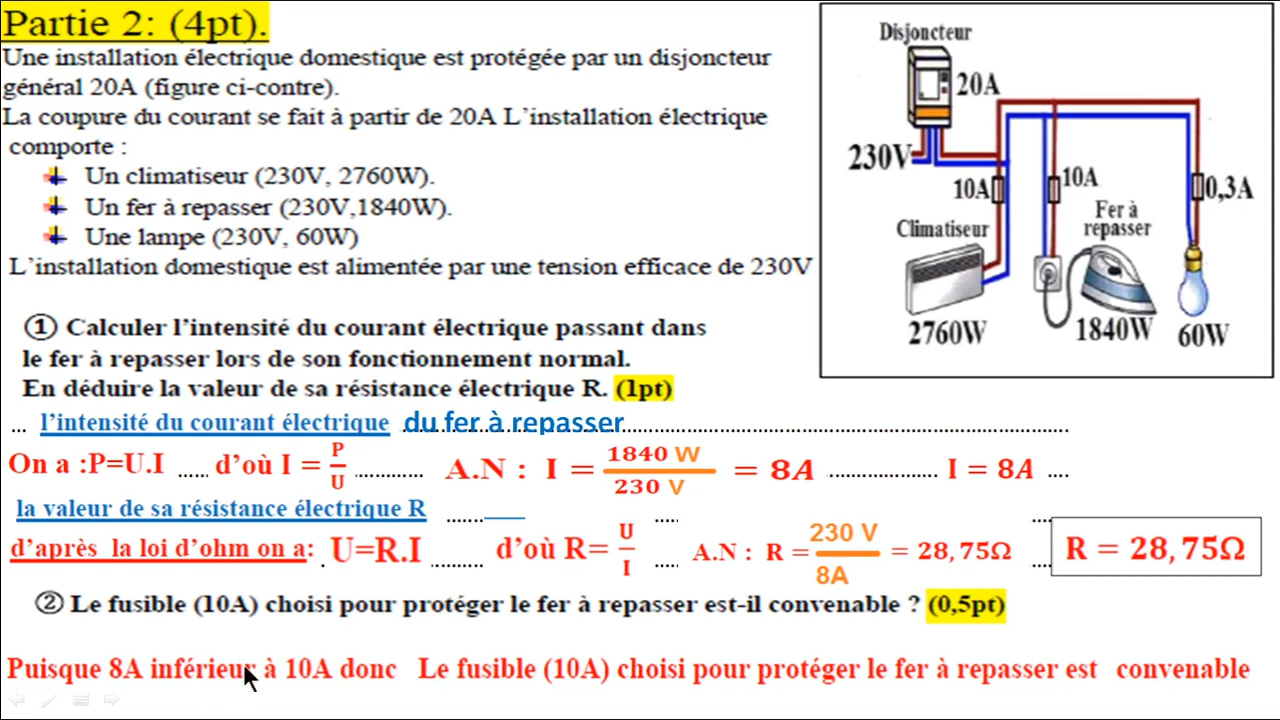 Partie 2: (4pt).
Une installation électrique domestique est protégée par un disjoncteur
général 20A (figure ci-contre).
La coupure du courant se fait à partir de 20A L'installation électrique
comporte :
Un climatiseur (230V, 2760W).
Un fer à repasser (230V,1840W).
Une lampe (230V, 60W)
L'installation domestique est alimentée par une tension efficace de 230V
Disjoncteur
20A
230V
10A
10A
0,3A
Climatiseur
Fer à
repasser
2760W
1840W
60W
① Calculer l'intensité du courant électrique passant dans
le fer à repasser lors de son fonctionnement normal.
En déduire la valeur de sa résistance électrique R. (1pt)
... l'intensité du courant électrique du fer à repasser
On a :P=U.I ..... d'où I = P/U ............ A.N : I = 1840 W / 230 V = 8A ................... I = 8A ....
la valeur de sa résistance électrique R
d'après la loi d'ohm on a: U=R.I ......... d'où R= U/I ..... A.N : R = 230 V / 8A = 28,75Ω .... R = 28,75Ω
② Le fusible (10A) choisi pour protéger le fer à repasser est-il convenable ? (0,5pt)
Puisque 8A inférieur à 10A donc Le fusible (10A) choisi pour protéger le fer à repasser est convenable